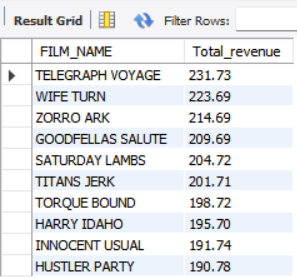 Result Grid Filter Rows:
FILM_NAME Total_revenue
TELEGRAPH VOYAGE 231.73
WIFE TURN 223.69
ZORRO ARK 214.69
GOODFELLAS SALUTE 209.69
SATURDAY LAMBS 204.72
TITANS JERK 201.71
TORQUE BOUND 198.72
HARRY IDAHO 195.70
INNOCENT USUAL 191.74
HUSTLER PARTY 190.78